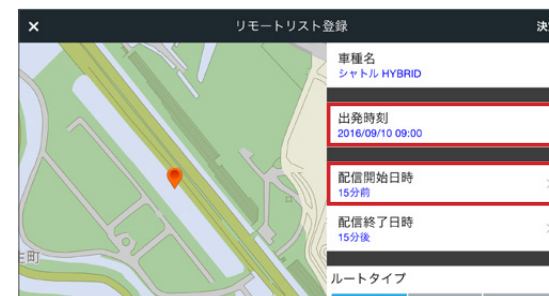 × リモートリスト登録
車種名
シャトル HYBRID
出発時刻
2016/09/10 09:00
配信開始日時
15分前
配信終了日時
15分後
ルートタイプ
町